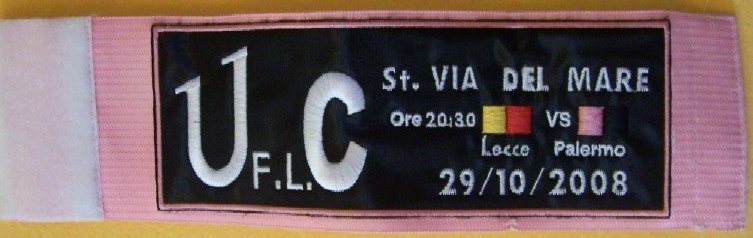 U F.L. C
St. VIA DEL MARE
Ore 20:30 VS
Lecce Palermo
29/10/2008